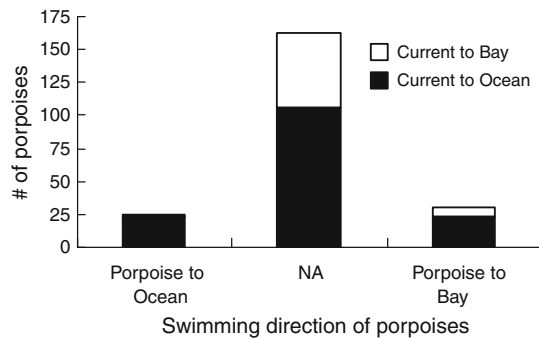 175
150
125
100
75
50
25
0
# of porpoises
Current to Bay
Current to Ocean
Porpoise to
Ocean
NA
Porpoise to
Bay
Swimming direction of porpoises